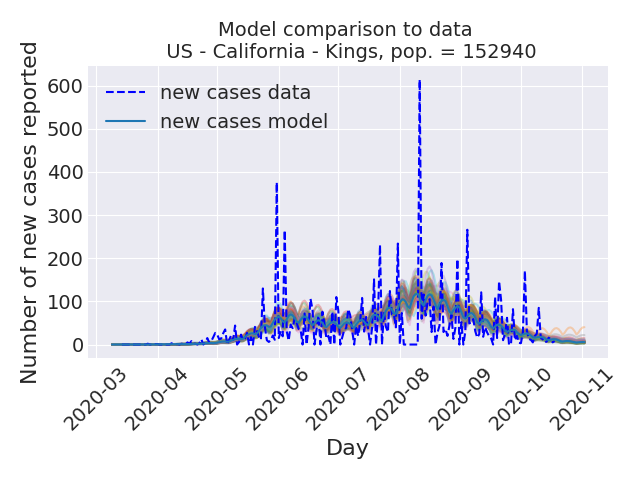 Model comparison to data
US - California - Kings, pop. = 152940
Number of new cases reported
600
500
400
300
200
100
0
new cases data
new cases model
2020-03
2020-04
2020-05
2020-06
2020-07
2020-08
2020-09
2020-10
2020-11
Day